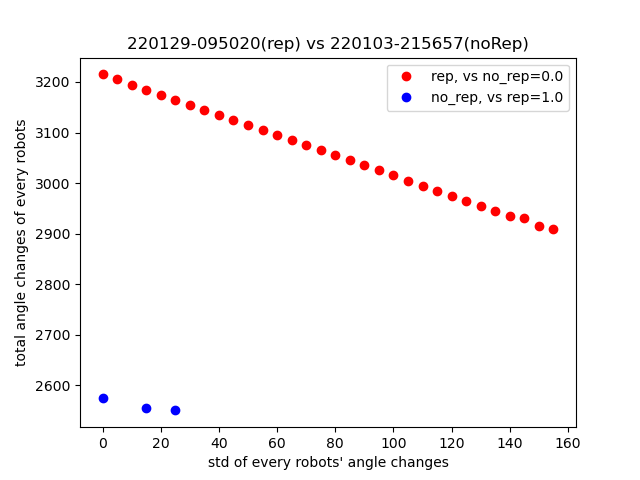 220129-095020(rep) vs 220103-215657(noRep)
rep, vs no_rep=0.0
no_rep, vs rep=1.0
total angle changes of every robots
3200
3100
3000
2900
2800
2700
2600
0 20 40 60 80 100 120 140 160
std of every robots' angle changes